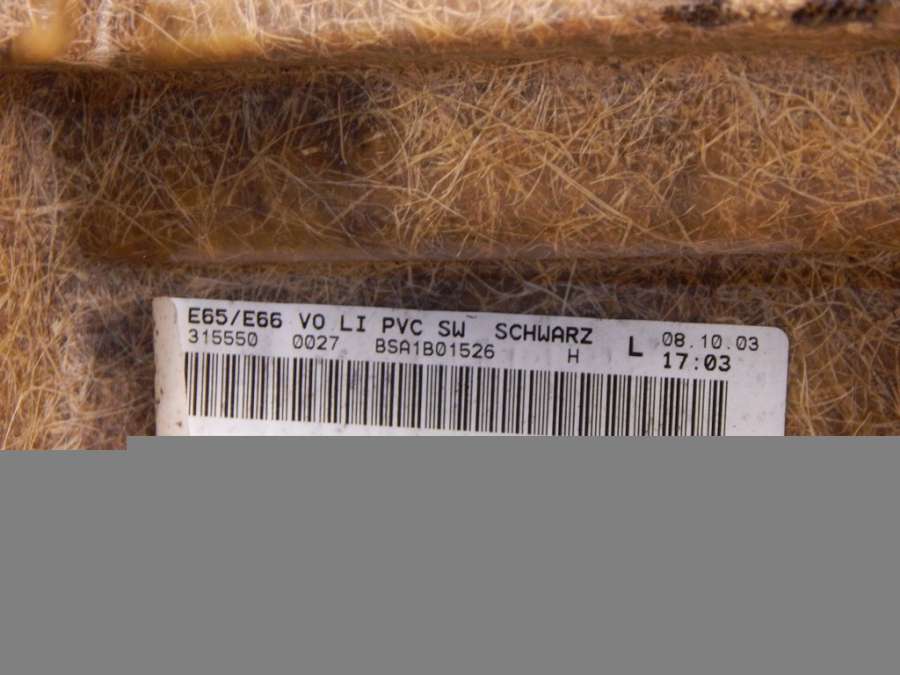 E65/E66 VO LI PVC SW SCHWARZ L 08.10.03
315550 0027 BSA1B01526 H 17:03